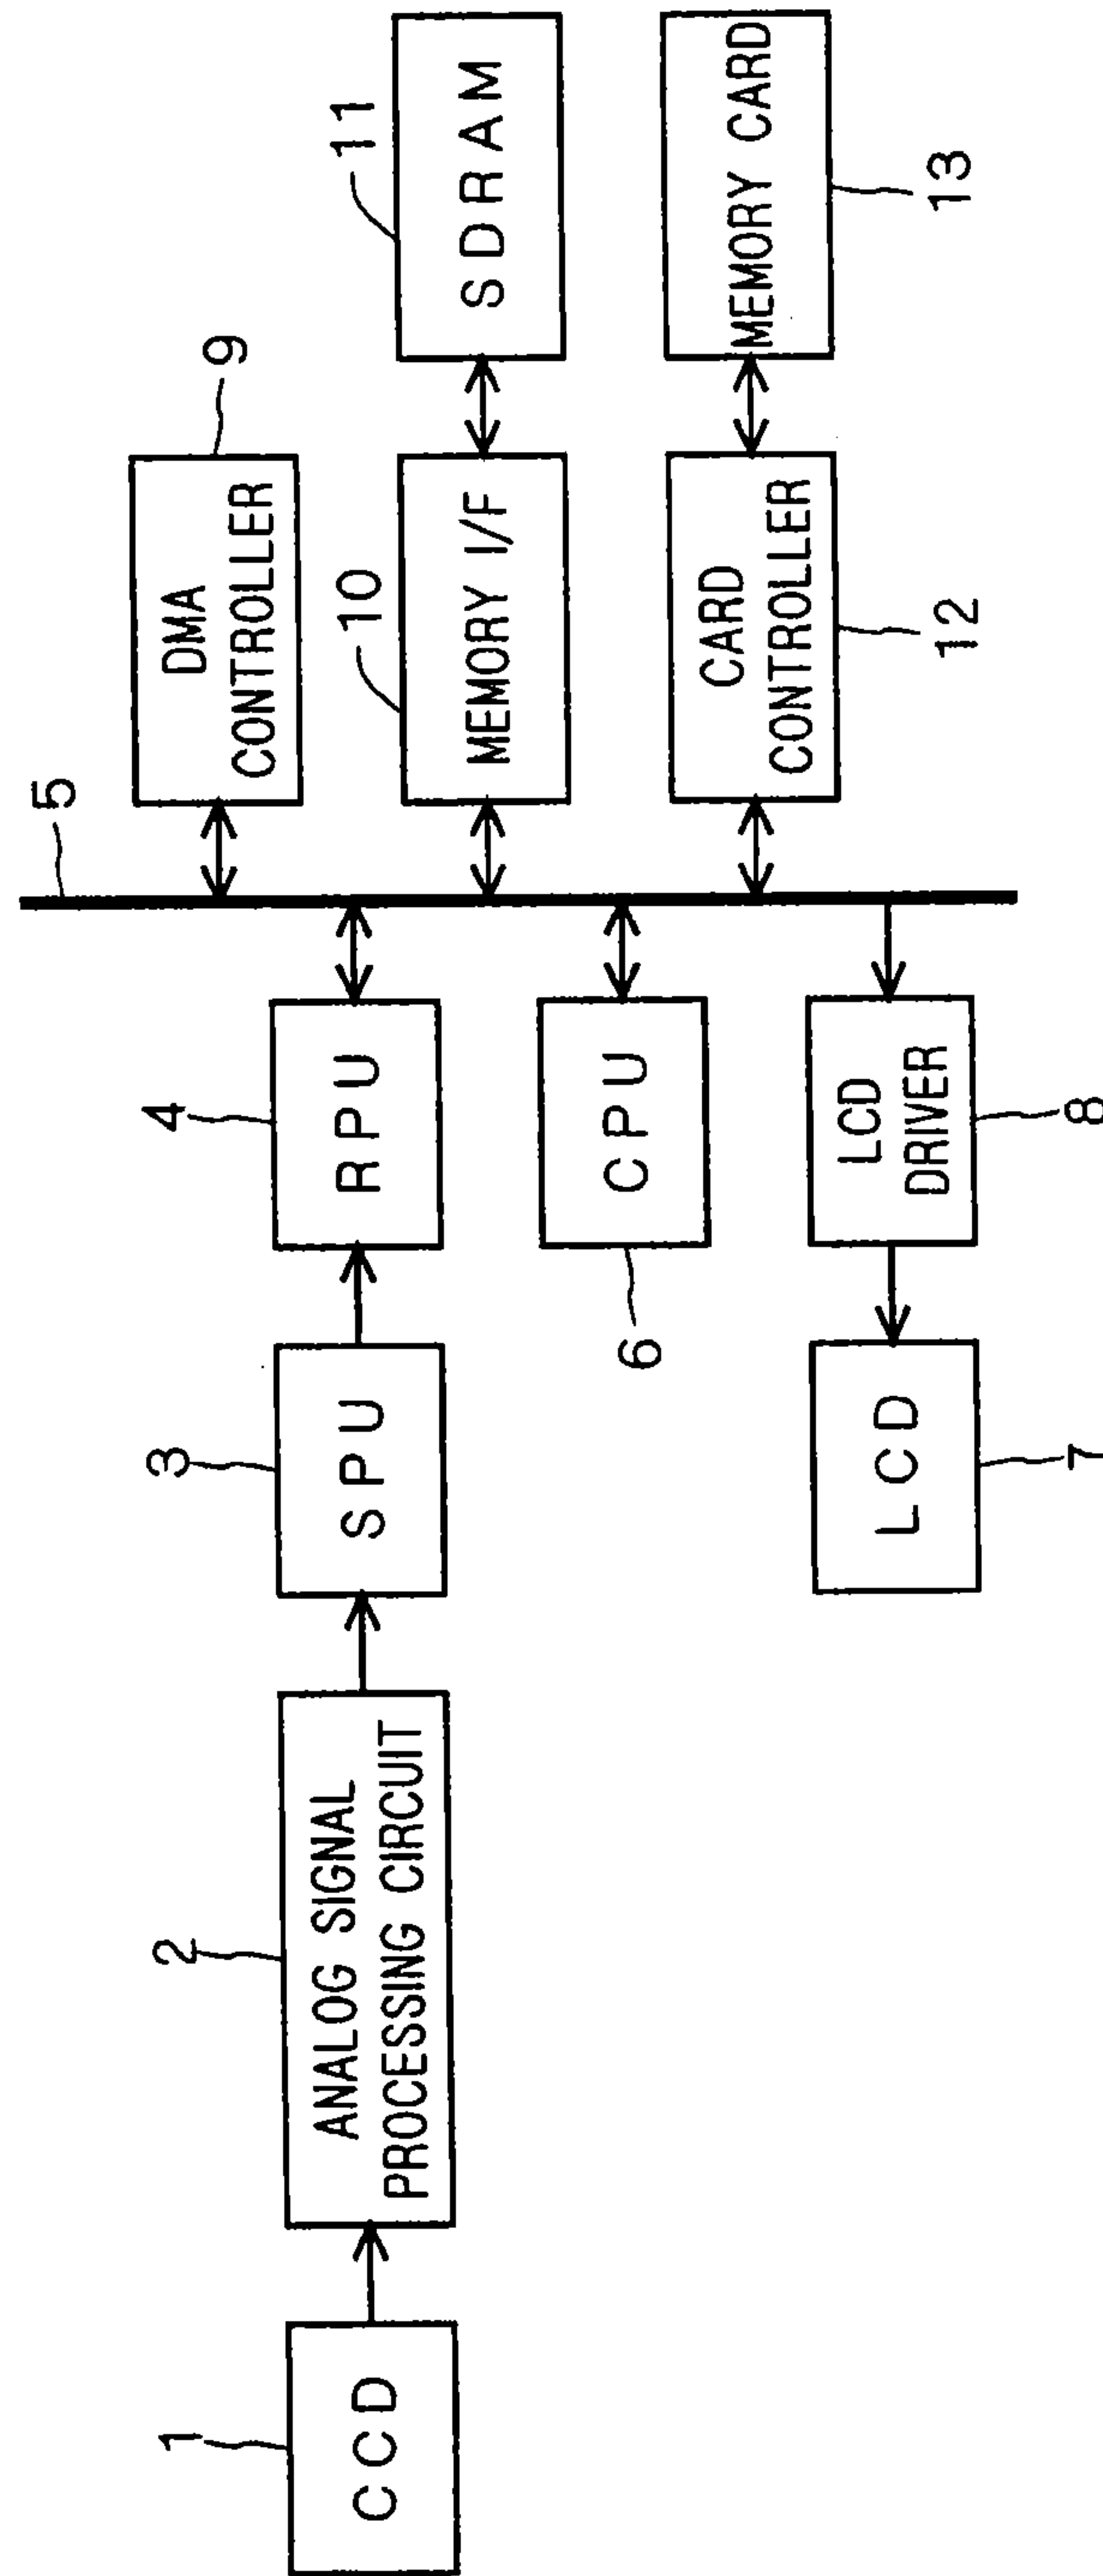 5
9
DMA
CONTROLLER
4
RPU
10
MEMORY I/F
11
SDRAM
3
SPU
2
ANALOG SIGNAL
PROCESSING CIRCUIT
1
CCD
CPU
6
CARD
CONTROLLER
12
MEMORY CARD
13
LCD
DRIVER
8
LCD
7